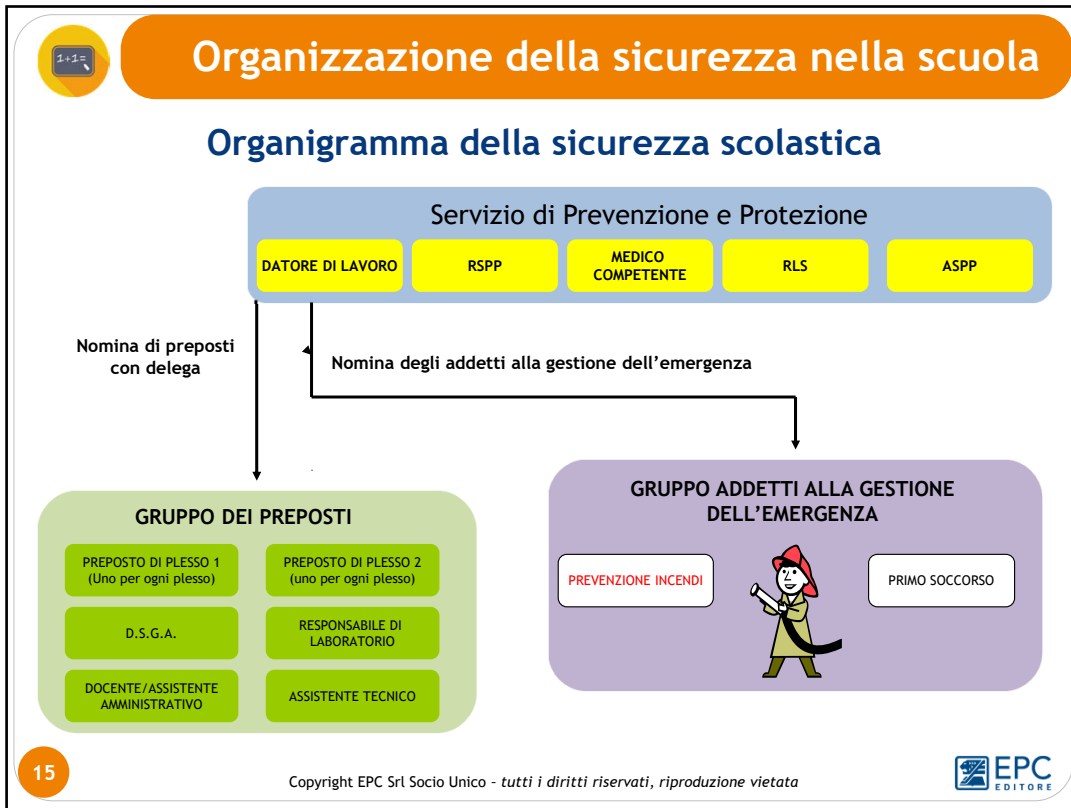 1+1=
Organizzazione della sicurezza nella scuola
Organigramma della sicurezza scolastica
Servizio di Prevenzione e Protezione
DATORE DI LAVORO
RSPP
MEDICO
COMPETENTE
RLS
ASPP
Nomina di preposti
con delega
Nomina degli addetti alla gestione dell’emergenza
GRUPPO DEI PREPOSTI
PREPOSTO DI PLESSO 1
(Uno per ogni plesso)
PREPOSTO DI PLESSO 2
(uno per ogni plesso)
D.S.G.A.
RESPONSABILE DI
LABORATORIO
DOCENTE/ASSISTENTE
AMMINISTRATIVO
ASSISTENTE TECNICO
GRUPPO ADDETTI ALLA GESTIONE
DELL’EMERGENZA
PREVENZIONE INCENDI
PRIMO SOCCORSO
15
Copyright EPC Srl Socio Unico – tutti i diritti riservati, riproduzione vietata
EPC
EDITORE